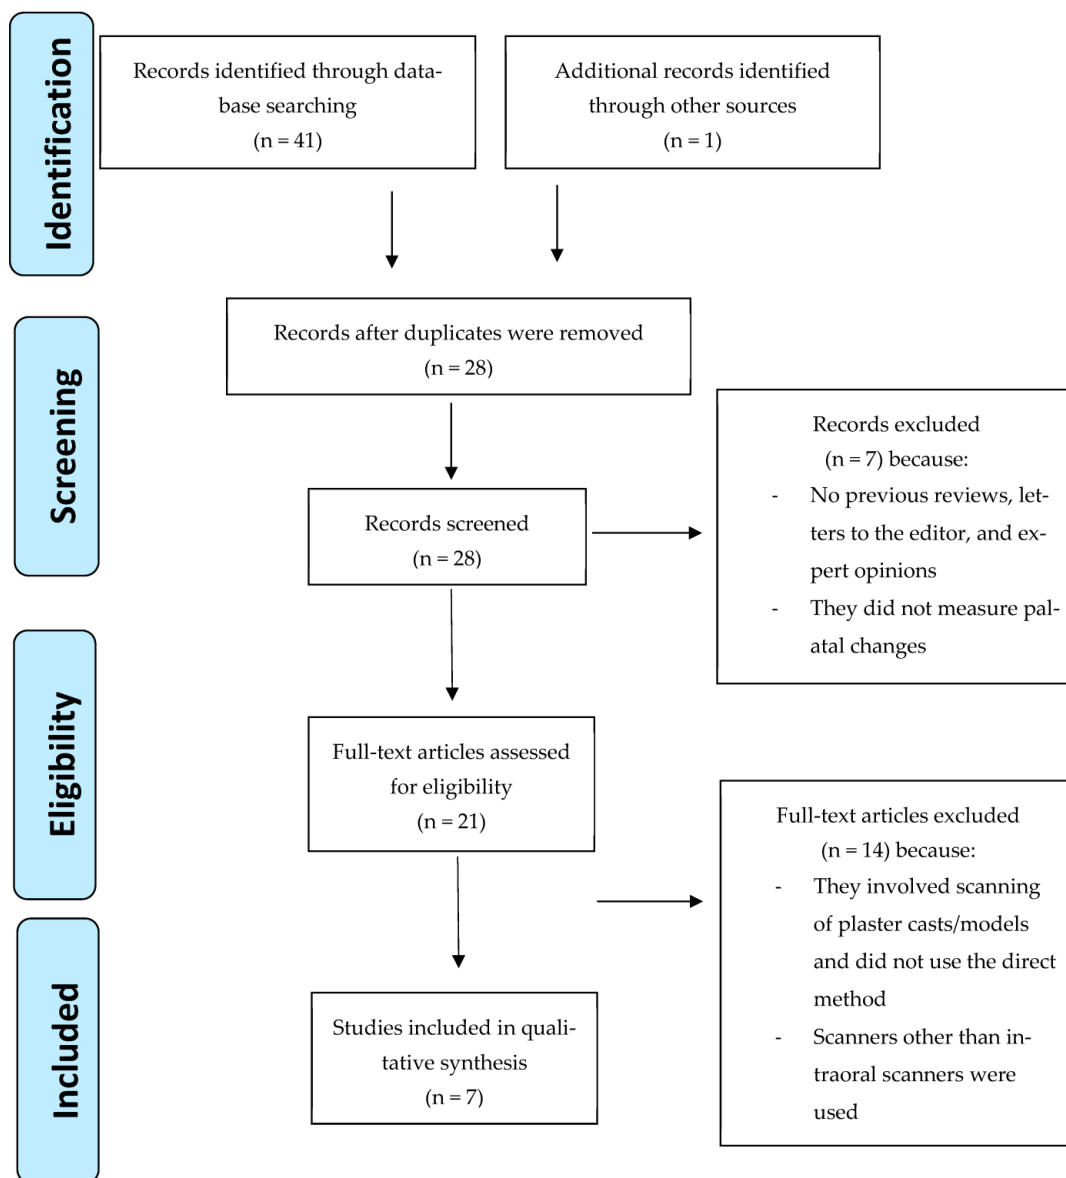 Identification
Records identified through data-
base searching
(n = 41)
Additional records identified
through other sources
(n = 1)
Screening
Records after duplicates were removed
(n = 28)
Records screened
(n = 28)
Records excluded
(n = 7) because:
- No previous reviews, let-
ters to the editor, and ex-
pert opinions
- They did not measure pal-
atal changes
Eligibility
Full-text articles assessed
for eligibility
(n = 21)
Full-text articles excluded
(n = 14) because:
- They involved scanning
of plaster casts/models
and did not use the direct
method
- Scanners other than in-
traoral scanners were
used
Included
Studies included in quali-
tative synthesis
(n = 7)